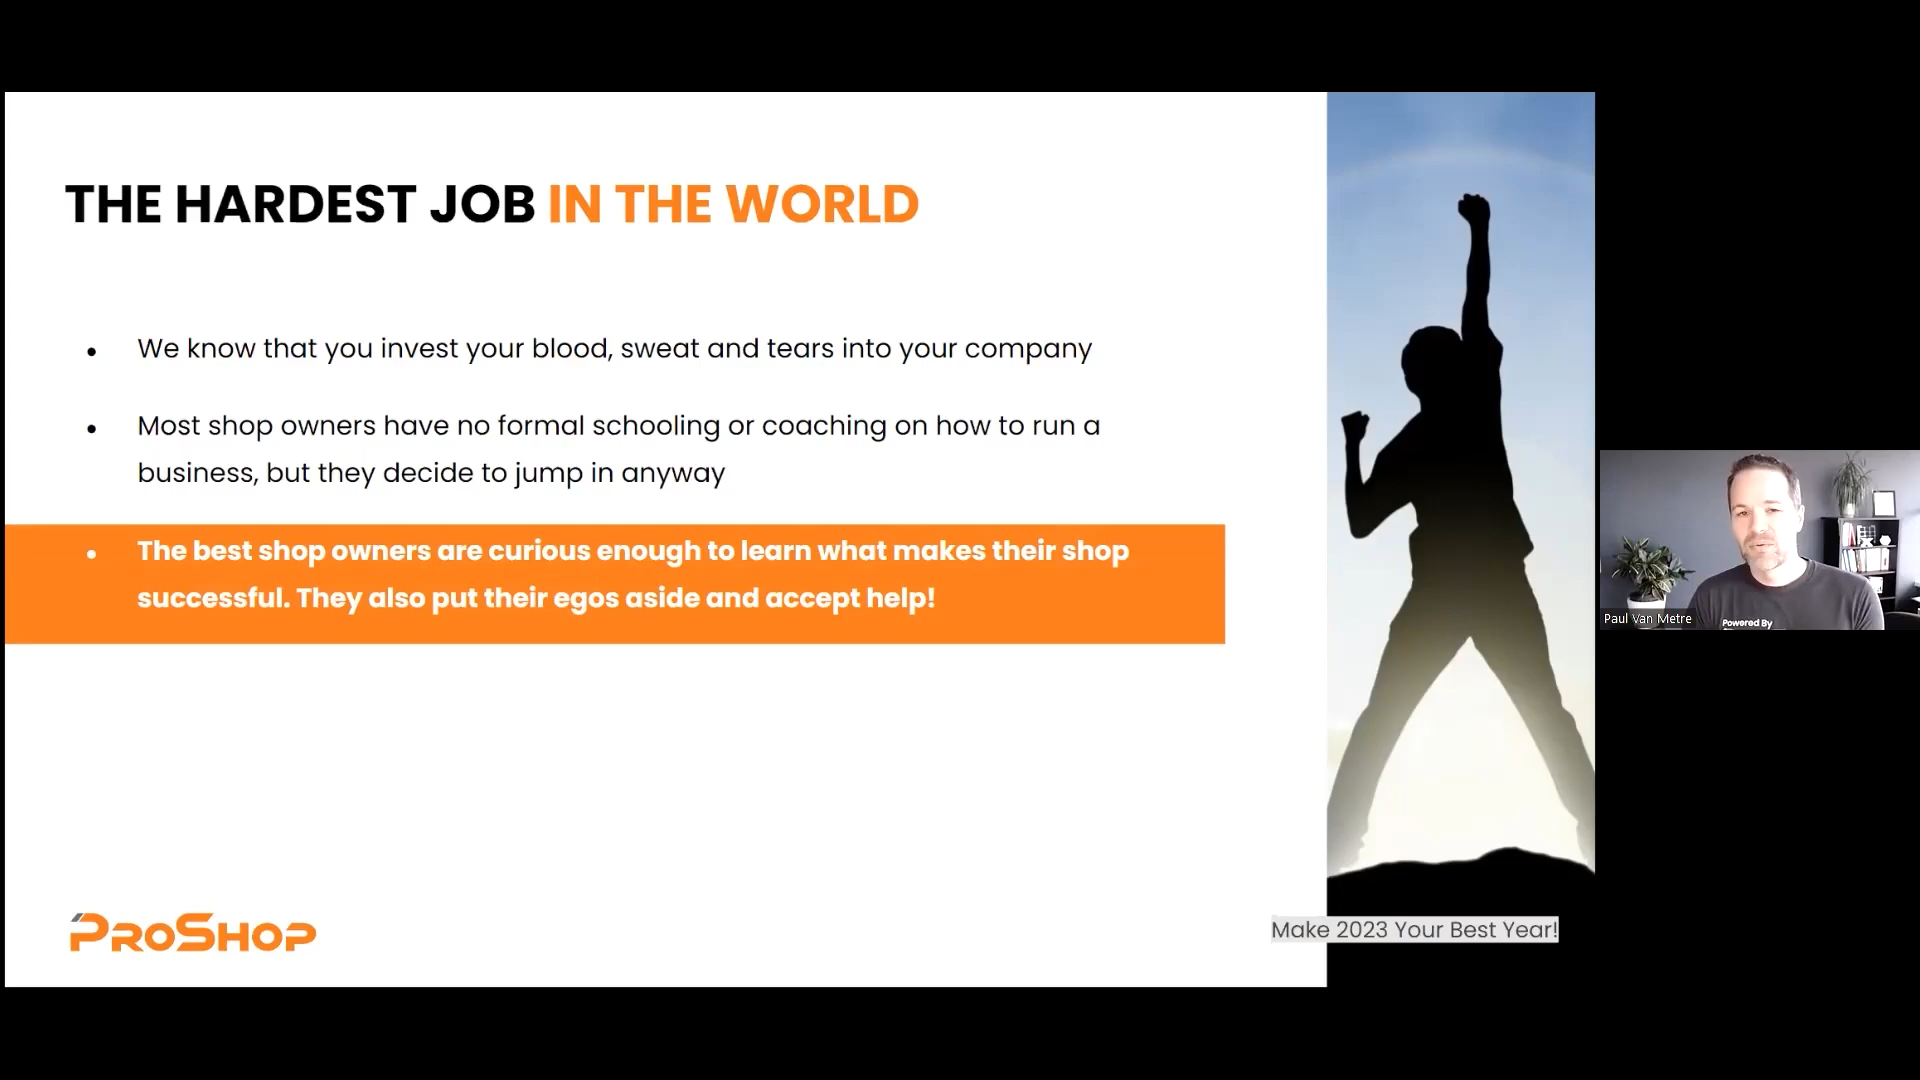 THE HARDEST JOB IN THE WORLD
• We know that you invest your blood, sweat and tears into your company
• Most shop owners have no formal schooling or coaching on how to run a
business, but they decide to jump in anyway
• The best shop owners are curious enough to learn what makes their shop
successful. They also put their egos aside and accept help!
Powered By
Paul Van Metre
PROSHOP
Make 2023 Your Best Year!